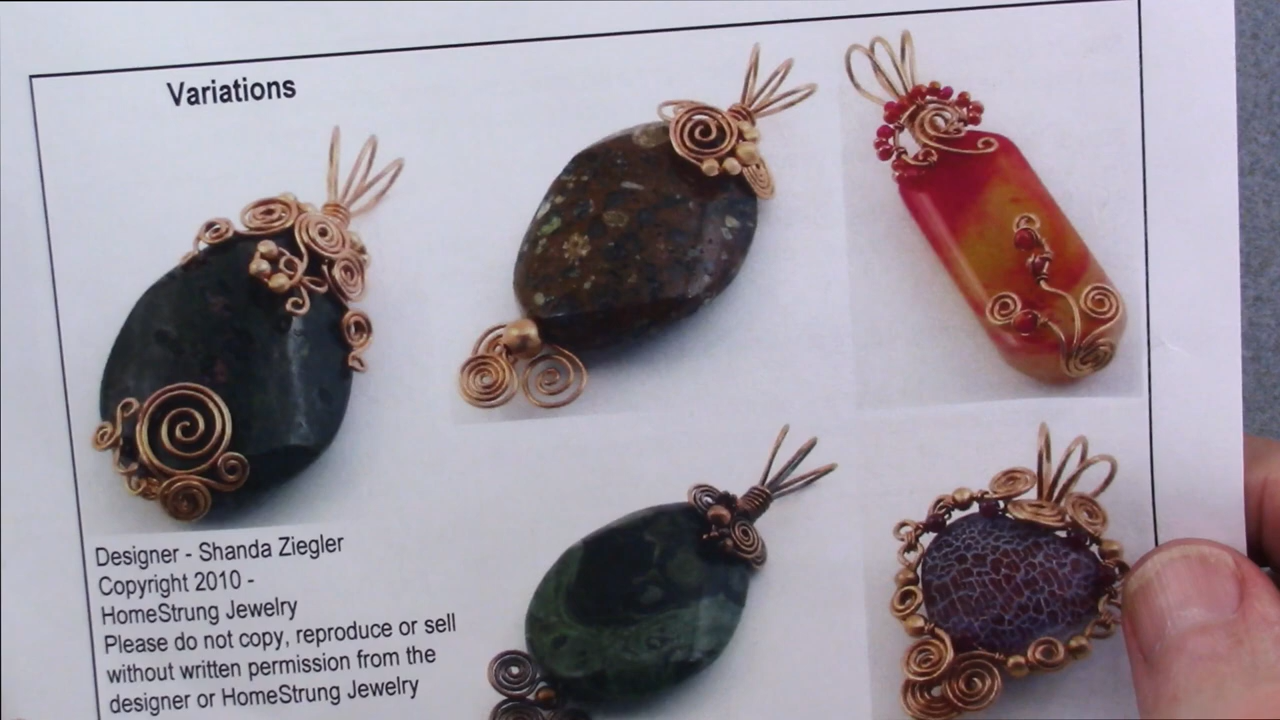 Variations
Designer - Shanda Ziegler
Copyright 2010 -
HomeStrung Jewelry
Please do not copy, reproduce or sell
without written permission from the
designer or HomeStrung Jewelry